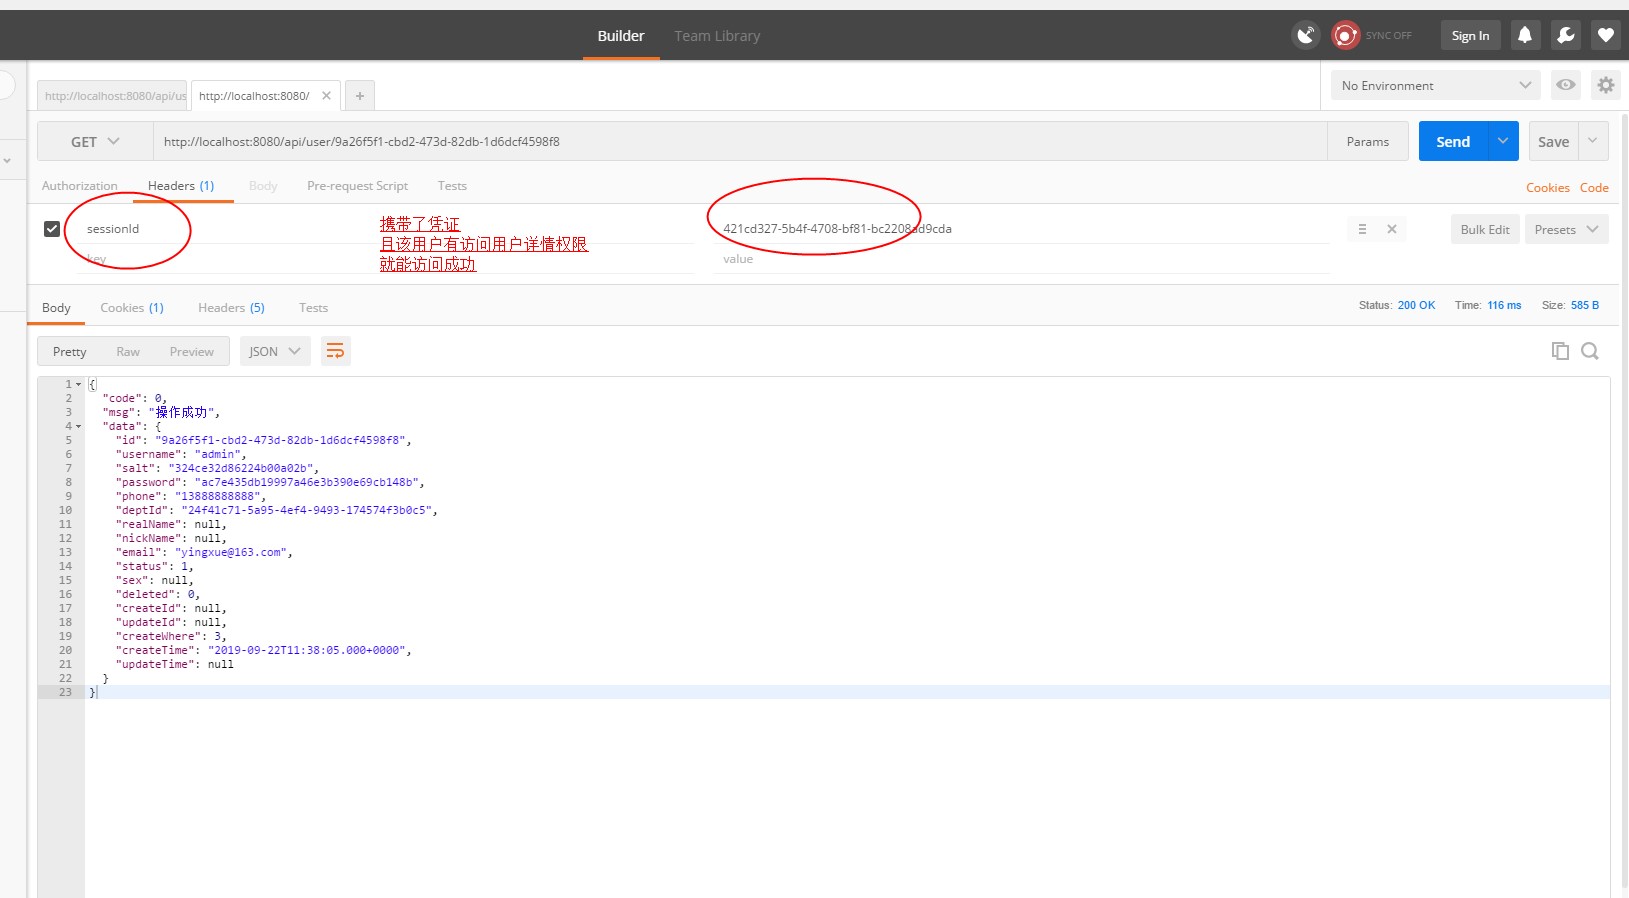 Builder Team Library SYNC OFF Sign In
http://localhost:8080/api/us http://localhost:8080/ No Environment
GET http://localhost:8080/api/user/9a26f5f1-cbd2-473d-82db-1d6dcf4598f8 Params Send Save
Authorization Headers (1) Body Pre-request Script Tests Cookies Code
sessionId 携带了凭证 421cd327-5b4f-4708-bf81-bc2208ad9cda Bulk Edit Presets
且该用户有访问用户详情权限
key 就能访问成功 value
Body Cookies (1) Headers (5) Tests Status: 200 OK Time: 116 ms Size: 585 B
Pretty Raw Preview JSON
1 {
2 "code": 0,
3 "msg": "操作成功",
4 "data": {
5 "id": "9a26f5f1-cbd2-473d-82db-1d6dcf4598f8",
6 "username": "admin",
7 "salt": "324ce32d86224b00a02b",
8 "password": "ac7e435db19997a46e3b390e69cb148b",
9 "phone": "13888888888",
10 "deptId": "24f41c71-5a95-4ef4-9493-174574f3b0c5",
11 "realName": null,
12 "nickName": null,
13 "email": "yingxue@163.com",
14 "status": 1,
15 "sex": null,
16 "deleted": 0,
17 "createId": null,
18 "updateId": null,
19 "createWhere": 3,
20 "createTime": "2019-09-22T11:38:05.000+0000",
21 "updateTime": null
22 }
23 }